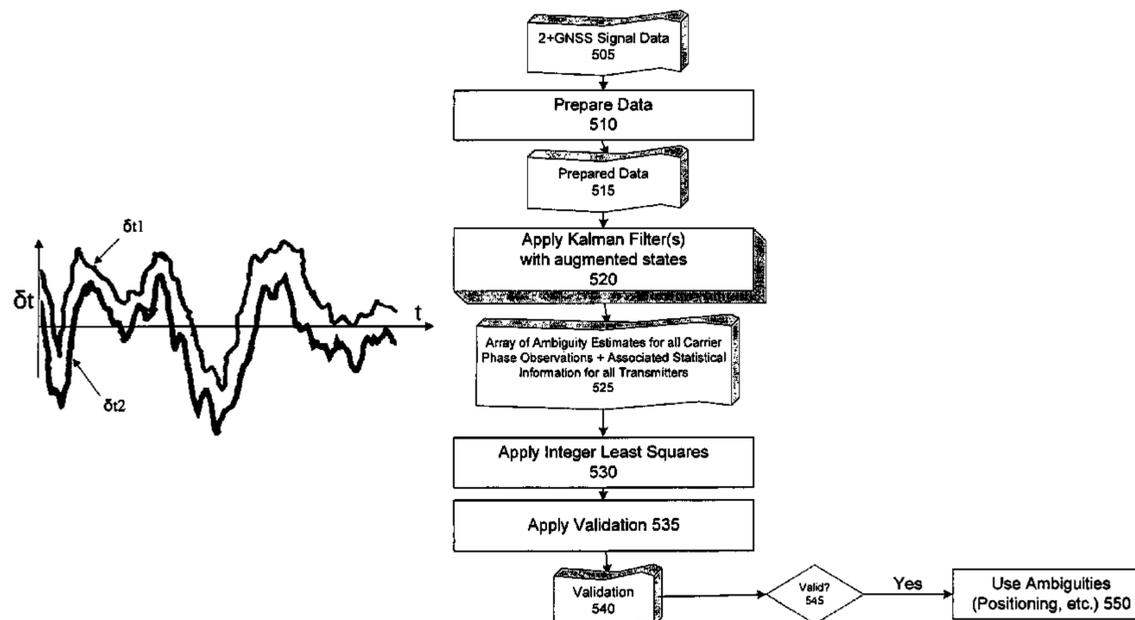 2+GNSS Signal Data
505
Prepare Data
510
Prepared Data
515
Apply Kalman Filter(s)
with augmented states
520
Array of Ambiguity Estimates for all Carrier
Phase Observations + Associated Statistical
Information for all Transmitters
525
Apply Integer Least Squares
530
Apply Validation 535
Validation
540
Valid?
545
Yes
Use Ambiguities
(Positioning, etc.) 550
δt1
δt
t
δt2